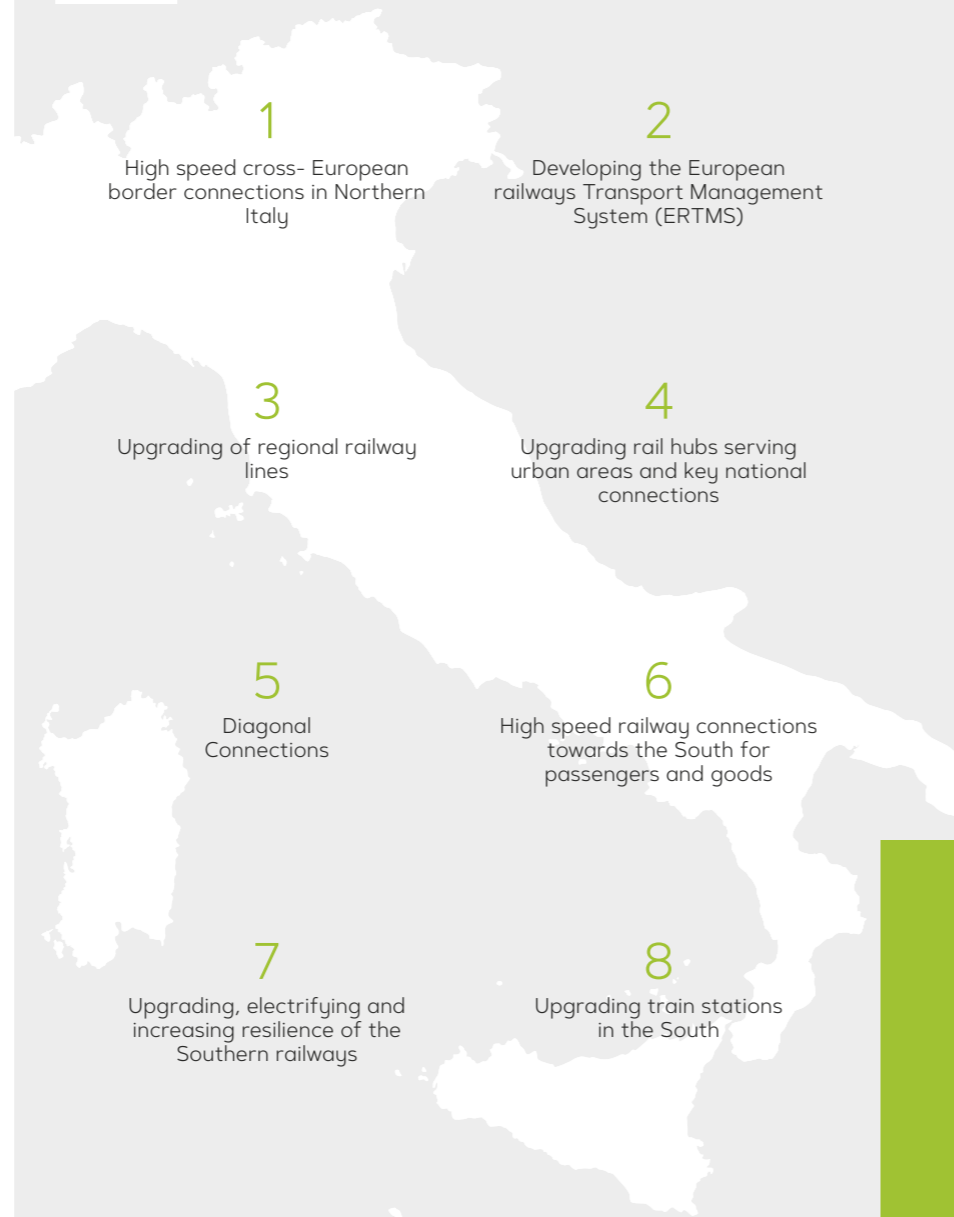 1
High speed cross- European
border connections in Northern
Italy
2
Developing the European
railways Transport Management
System (ERTMS)
3
Upgrading of regional railway
lines
4
Upgrading rail hubs serving
urban areas and key national
connections
5
Diagonal
Connections
6
High speed railway connections
towards the South for
passengers and goods
7
Upgrading, electrifying and
increasing resilience of the
Southern railways
8
Upgrading train stations
in the South